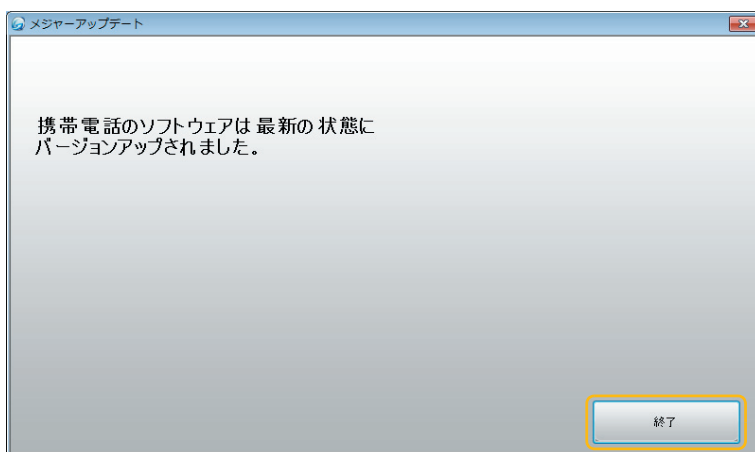 メジャーアップデート
携帯電話のソフトウェアは最新の状態に
バージョンアップされました。
終了